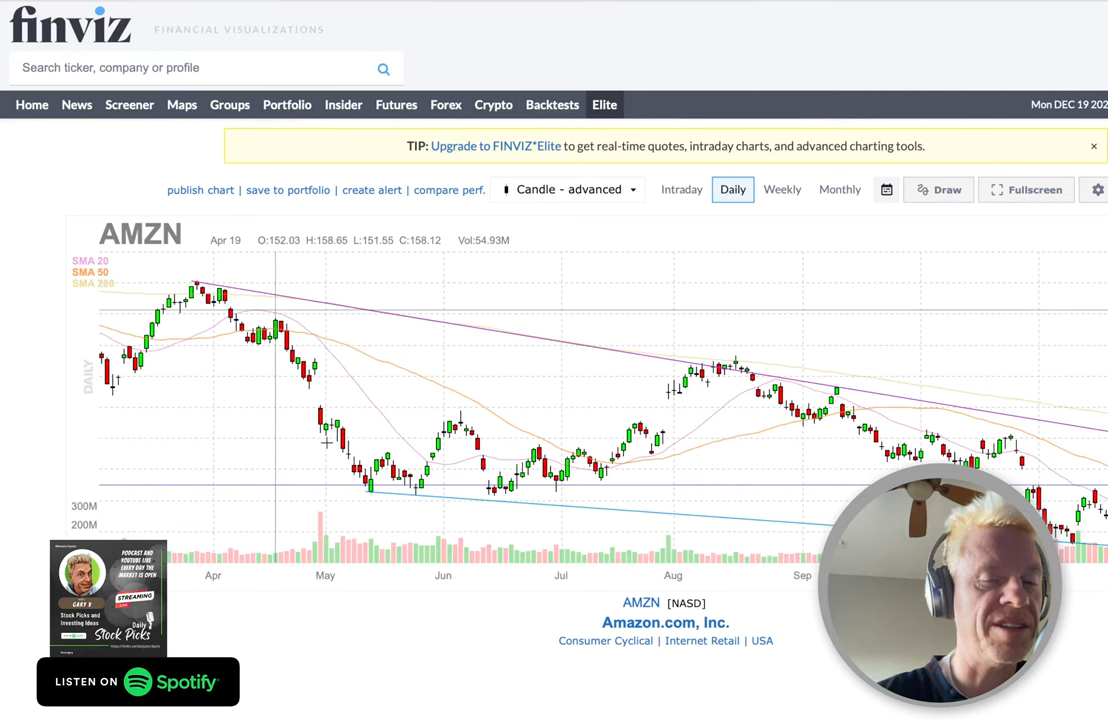 finviz
FINANCIAL VISUALIZATIONS
Search ticker, company or profile
Home News Screener Maps Groups Portfolio Insider Futures Forex Crypto Backtests Elite
Mon DEC 19 202
TIP: Upgrade to FINVIZ*Elite to get real-time quotes, intraday charts, and advanced charting tools. ×
publish chart | save to portfolio | create alert | compare perf. Candle - advanced Intraday Daily Weekly Monthly Draw Fullscreen
AMZN Apr 19 O:152.03 H:158.65 L:151.55 C:158.12 Vol:54.93M
SMA 20
SMA 50
SMA 200
DAILY
300M
200M
Apr May Jun Jul Aug Sep
AMZN [NASD]
Amazon.com, Inc.
Consumer Cyclical | Internet Retail | USA
PODCAST AND
YOUTUBE LIVE
EVERY DAY THE
MARKET IS OPEN
STREAMING
GARY V
Stock Picks and
Investing Ideas
Daily
Stock Picks
LISTEN ON Spotify